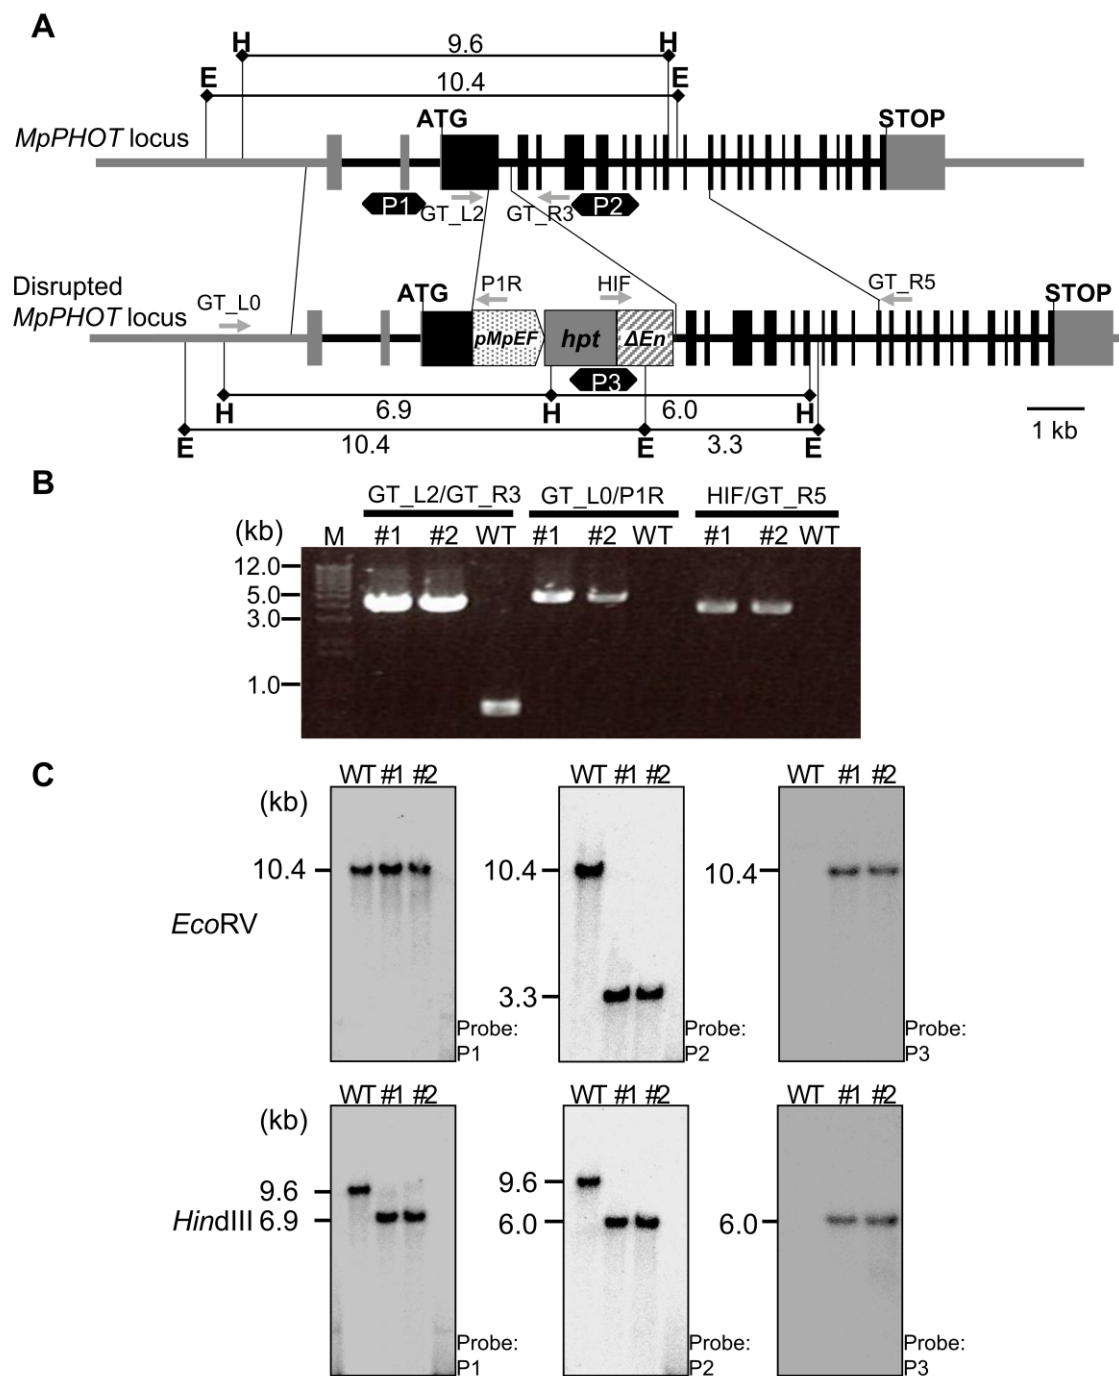 A
H 9.6 H
E 10.4 E
ATG STOP
MpPHOT locus
P1 GT_L2 GT_R3 P2
Disrupted
MpPHOT locus
GT_L0 ATG P1R HIF GT_R5 STOP
pMpEF hpt ΔEn
P3
H 6.9 H 6.0 H
E 10.4 E 3.3 E
1 kb
B
GT_L2/GT_R3 GT_L0/P1R HIF/GT_R5
(kb) M #1 #2 WT #1 #2 WT #1 #2 WT
12.0
5.0
3.0
1.0
C
WT #1 #2 WT #1 #2 WT #1 #2
(kb)
10.4 10.4 10.4
EcoRV
3.3
Probe: Probe: Probe:
P1 P2 P3
WT #1 #2 WT #1 #2 WT #1 #2
(kb)
9.6 9.6
HindIII 6.9 6.0 6.0
Probe: Probe: Probe:
P1 P2 P3